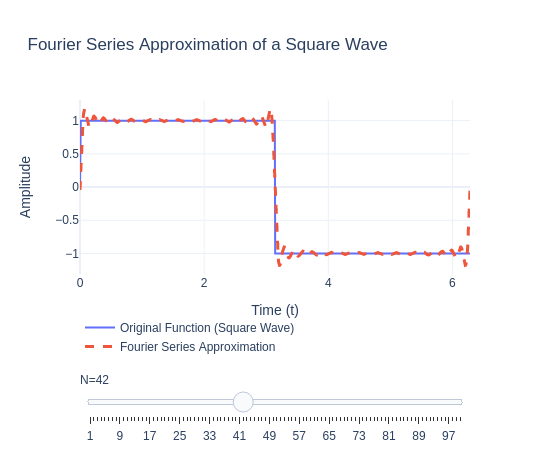 Fourier Series Approximation of a Square Wave
1
0.5
0
−0.5
−1
Amplitude
0 2 4 6
Time (t)
Original Function (Square Wave)
Fourier Series Approximation
N=42
1 9 17 25 33 41 49 57 65 73 81 89 97